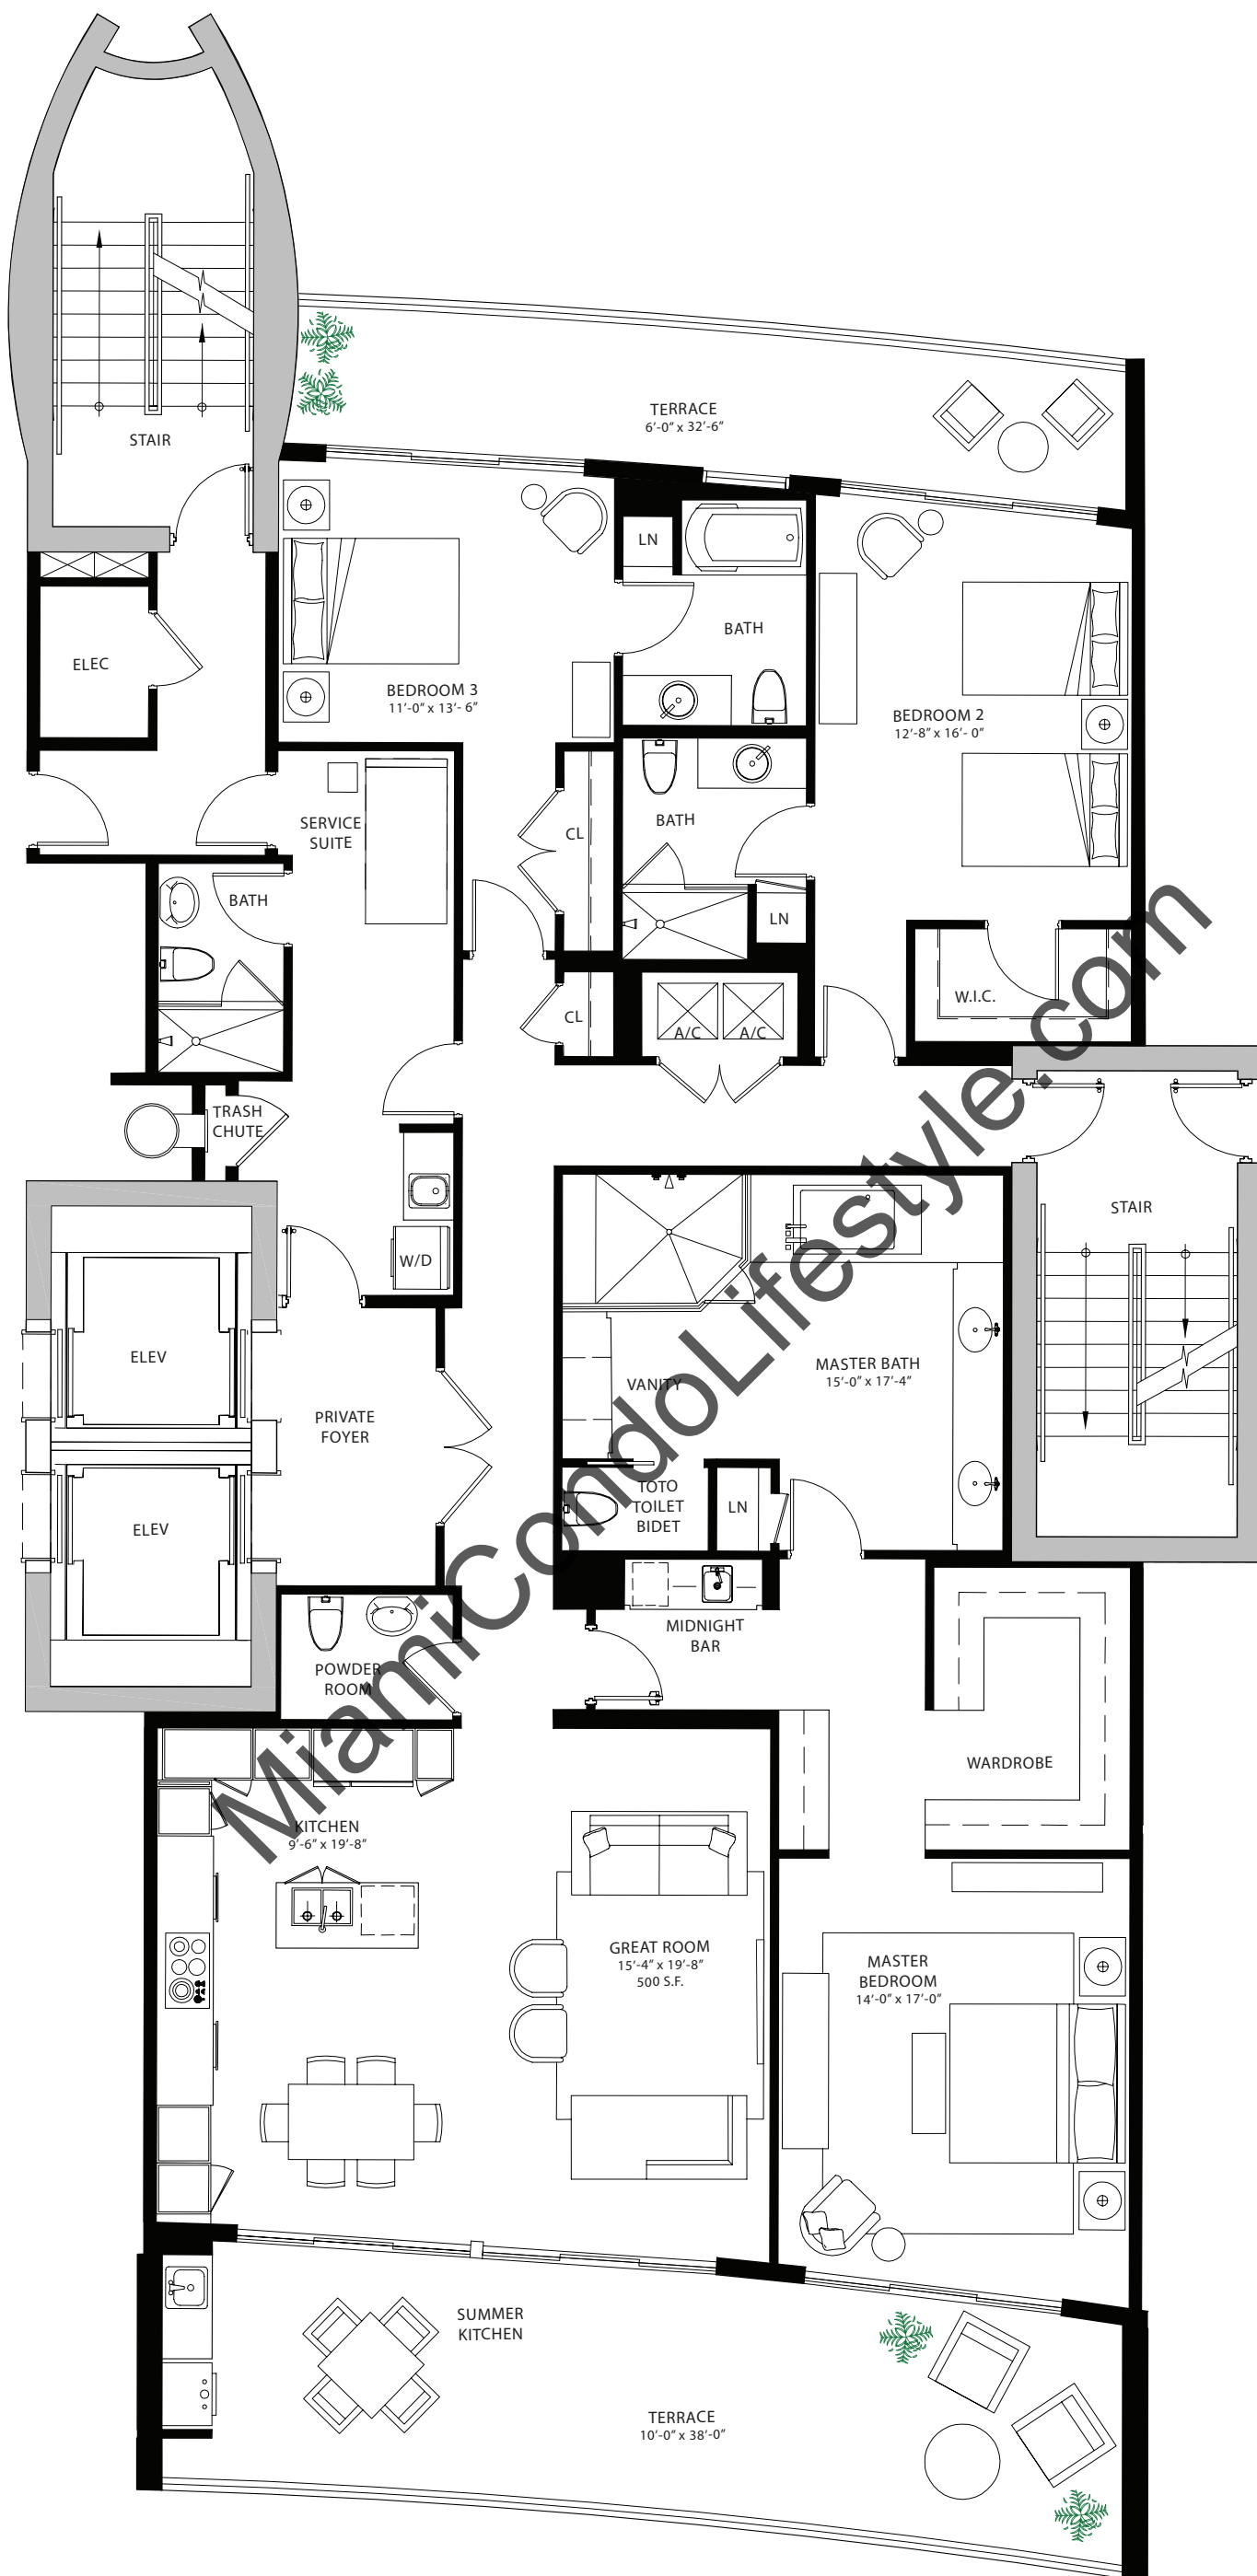 TERRACE
6'-0" x 32'-6"
STAIR
LN
BATH
ELEC
BEDROOM 3
11'-0" x 13'- 6"
BEDROOM 2
12'-8" x 16'- 0"
SERVICE
SUITE
CL
BATH
BATH
LN
W.I.C.
CL
A/C
A/C
TRASH
CHUTE
STAIR
W/D
ELEV
MASTER BATH
15'-0" x 17'-4"
VANITY
PRIVATE
FOYER
TOTO
TOILET
BIDET
LN
ELEV
MIDNIGHT
BAR
POWDER
ROOM
WARDROBE
KITCHEN
9'-6" x 19'-8"
GREAT ROOM
15'-4" x 19'-8"
500 S.F.
MASTER
BEDROOM
14'-0" x 17'-0"
SUMMER
KITCHEN
TERRACE
10'-0" x 38'-0"
MiamiCondoLifestyle.com